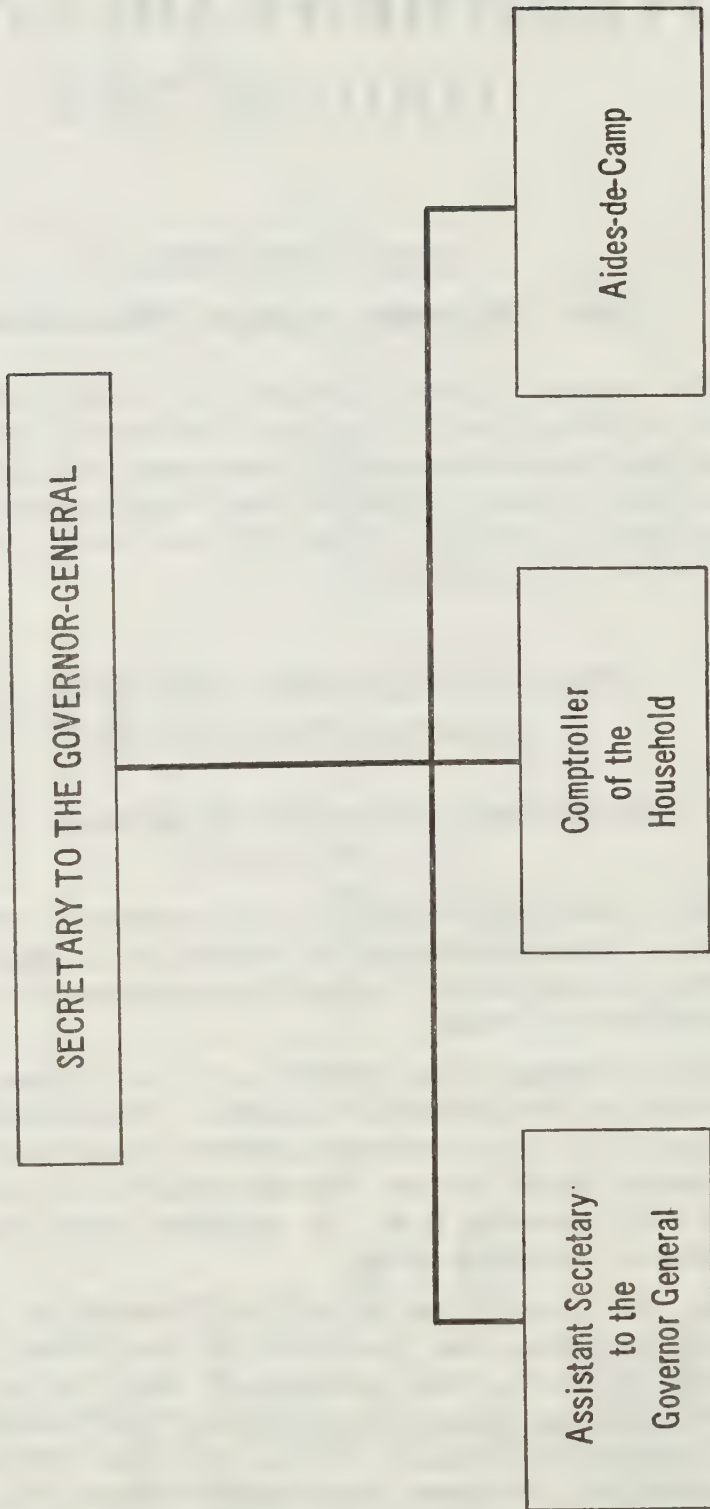 SECRETARY TO THE GOVERNOR-GENERAL
Assistant Secretary
to the
Governor General
Comptroller
of the
Household
Aides-de-Camp